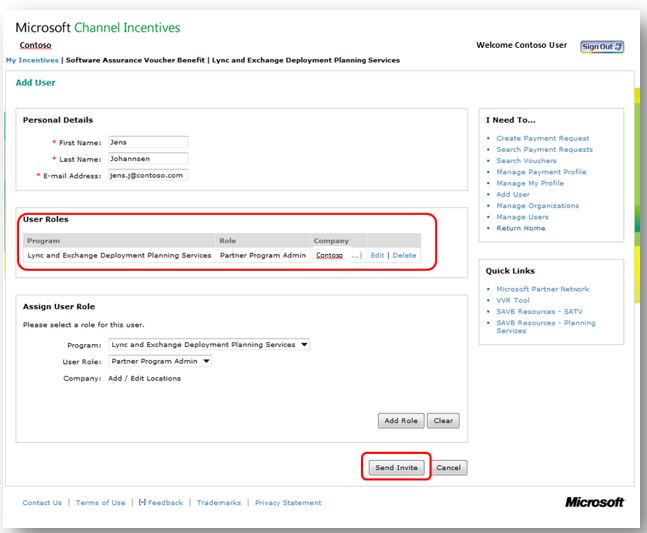 Microsoft Channel Incentives
Contoso
Welcome Contoso User
Sign Out
My Incentives | Software Assurance Voucher Benefit | Lync and Exchange Deployment Planning Services
Add User
Personal Details
* First Name: Jens
* Last Name: Johannsen
* E-mail Address: jens.j@contoso.com
User Roles
Program Role Company
Lync and Exchange Deployment Planning Services Partner Program Admin Contoso ...) Edit | Delete
Assign User Role
Please select a role for this user.
Program: Lync and Exchange Deployment Planning Services
User Role: Partner Program Admin
Company: Add / Edit Locations
Add Role Clear
Send Invite Cancel
I Need To...
Create Payment Request
Search Payment Requests
Search Vouchers
Manage Payment Profile
Manage My Profile
Add User
Manage Organizations
Manage Users
Return Home
Quick Links
Microsoft Partner Network
VVR Tool
SAVB Resources - SATV
SAVB Resources - Planning
Services
Contact Us | Terms of Use | [+] Feedback | Trademarks | Privacy Statement
Microsoft